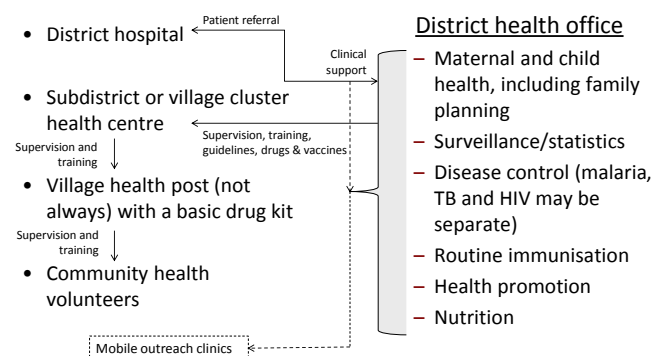 • District hospital
Patient referral
Clinical
support
• Subdistrict or village cluster
health centre
Supervision, training,
guidelines, drugs & vaccines
Supervision and
training
• Village health post (not
always) with a basic drug kit
Supervision and
training
• Community health
volunteers
Mobile outreach clinics
District health office
– Maternal and child
health, including family
planning
– Surveillance/statistics
– Disease control (malaria,
TB and HIV may be
separate)
– Routine immunisation
– Health promotion
– Nutrition